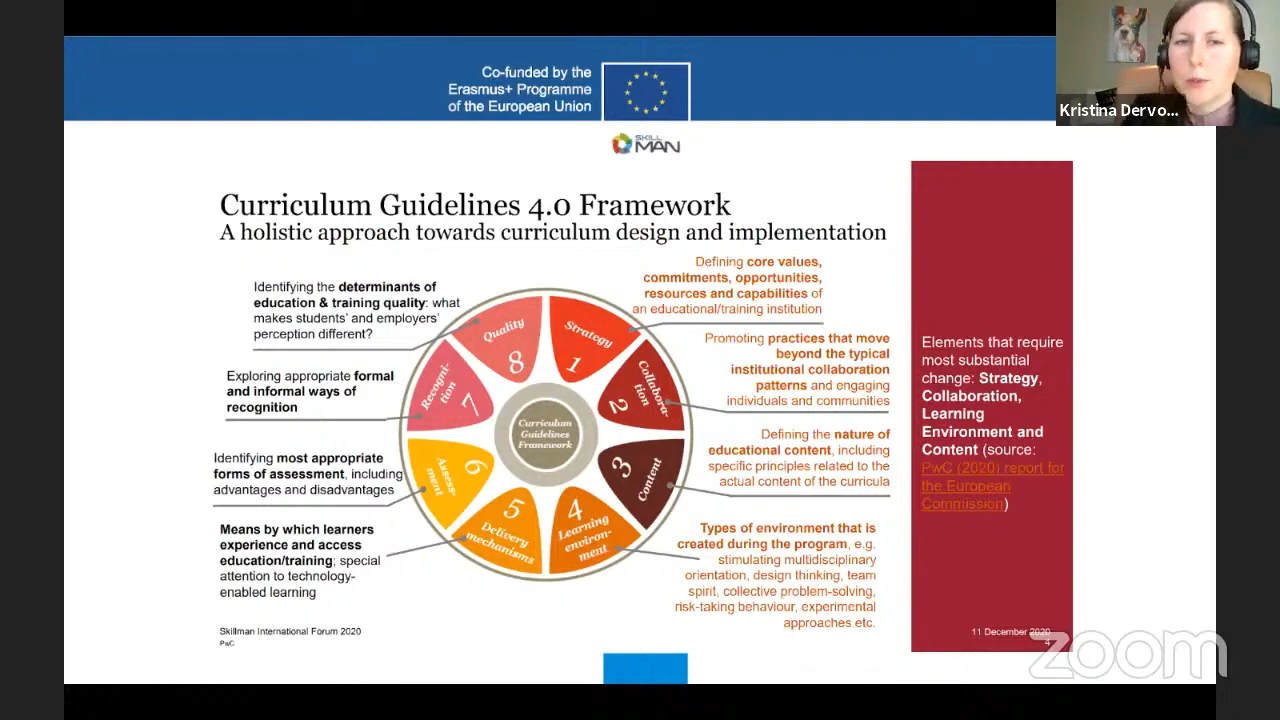 Co-funded by the
Erasmus+ Programme
of the European Union
Kristina Dervo...
SKILL
MAN
Curriculum Guidelines 4.0 Framework
A holistic approach towards curriculum design and implementation
Identifying the determinants of
education & training quality: what
makes students' and employers'
perception different?
Exploring appropriate formal
and informal ways of
recognition
Identifying most appropriate
forms of assessment, including
advantages and disadvantages
Means by which learners
experience and access
education/training; special
attention to technology-
enabled learning
Quality
8
Strategy
1
Recogni-
tion
7
Collabora-
tion
2
Curriculum
Guidelines
Framework
6
Assess-
ment
3
Content
5
Delivery
mechanisms
4
Learning
environ-
ment
Defining core values,
commitments, opportunities,
resources and capabilities of
an educational/training institution
Promoting practices that move
beyond the typical
institutional collaboration
patterns and engaging
individuals and communities
Defining the nature of
educational content, including
specific principles related to the
actual content of the curricula
Types of environment that is
created during the program, e.g.
stimulating multidisciplinary
orientation, design thinking, team
spirit, collective problem-solving,
risk-taking behaviour, experimental
approaches etc.
Elements that require
most substantial
change: Strategy,
Collaboration,
Learning
Environment and
Content (source:
PwC (2020) report for
the European
Commission)
Skillman International Forum 2020
PwC
11 December 2020
4
zoom